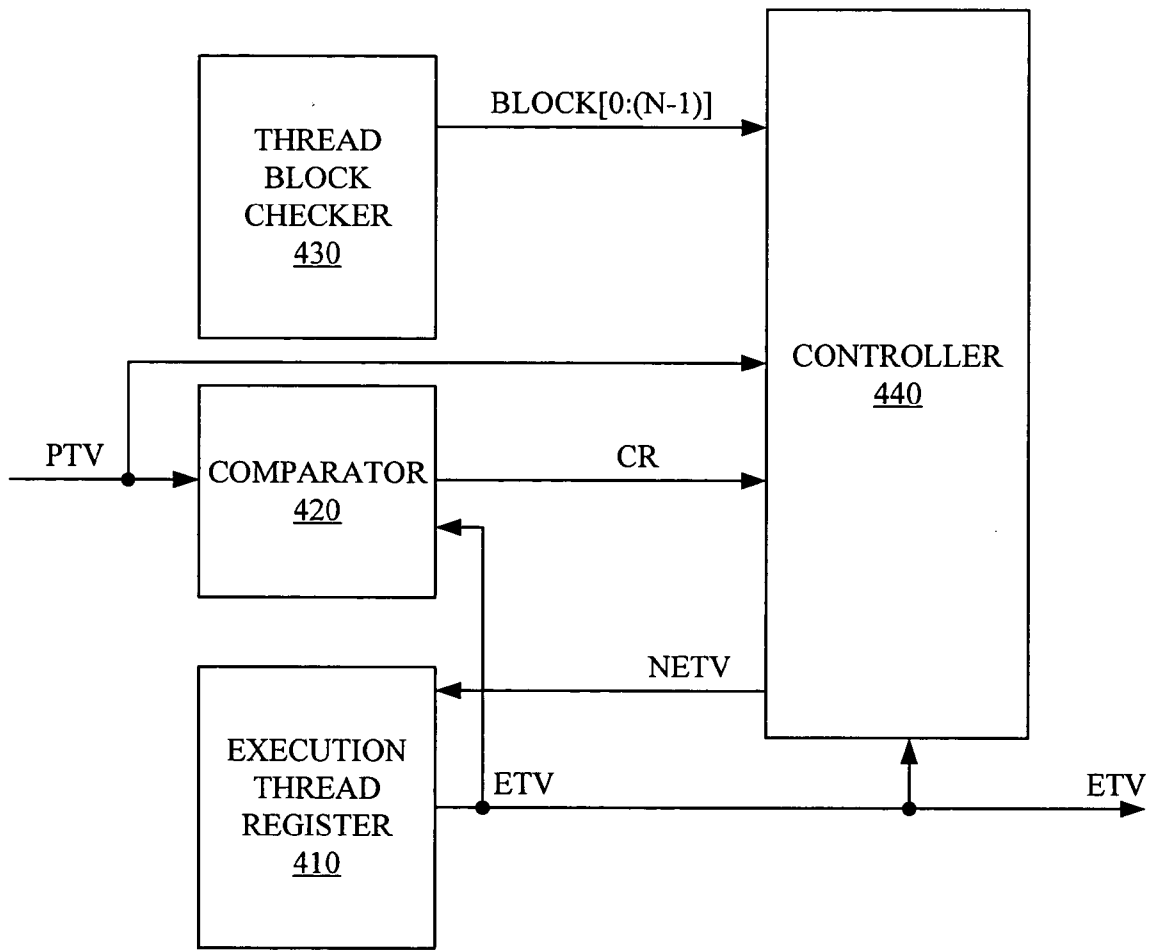 BLOCK[0:(N-1)]
THREAD
BLOCK
CHECKER
430
CONTROLLER
440
PTV
COMPARATOR
420
CR
NETV
EXECUTION
THREAD
REGISTER
410
ETV
ETV